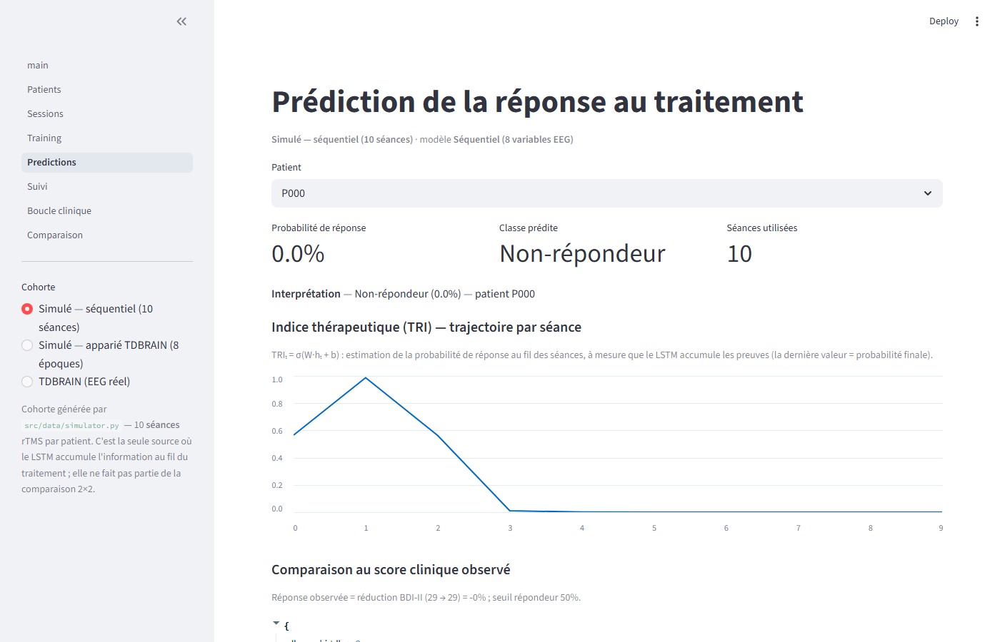 Deploy
main
Patients
Sessions
Training
Predictions
Suivi
Boucle clinique
Comparaison
Cohorte
Simulé — séquentiel (10
séances)
Simulé — apparié TDBRAIN (8
époques)
TDBRAIN (EEG réel)
Cohorte générée par
src/data/simulator.py — 10 séances
rTMS par patient. C'est la seule source où
le LSTM accumule l'information au fil du
traitement ; elle ne fait pas partie de la
comparaison 2×2.
Prédiction de la réponse au traitement
Simulé — séquentiel (10 séances) · modèle Séquentiel (8 variables EEG)
Patient
P000
Probabilité de réponse
0.0%
Classe prédite
Non-répondeur
Séances utilisées
10
Interprétation — Non-répondeur (0.0%) — patient P000
Indice thérapeutique (TRI) — trajectoire par séance
TRIₜ = σ(W·hₜ + b) : estimation de la probabilité de réponse au fil des séances, à mesure que le LSTM accumule les preuves (la dernière valeur = probabilité finale).
1.0
0.8
0.6
0.4
0.2
0.0
0 1 2 3 4 5 6 7 8 9
Comparaison au score clinique observé
Réponse observée = réduction BDI-II (29 → 29) = -0% ; seuil répondeur 50%.
{